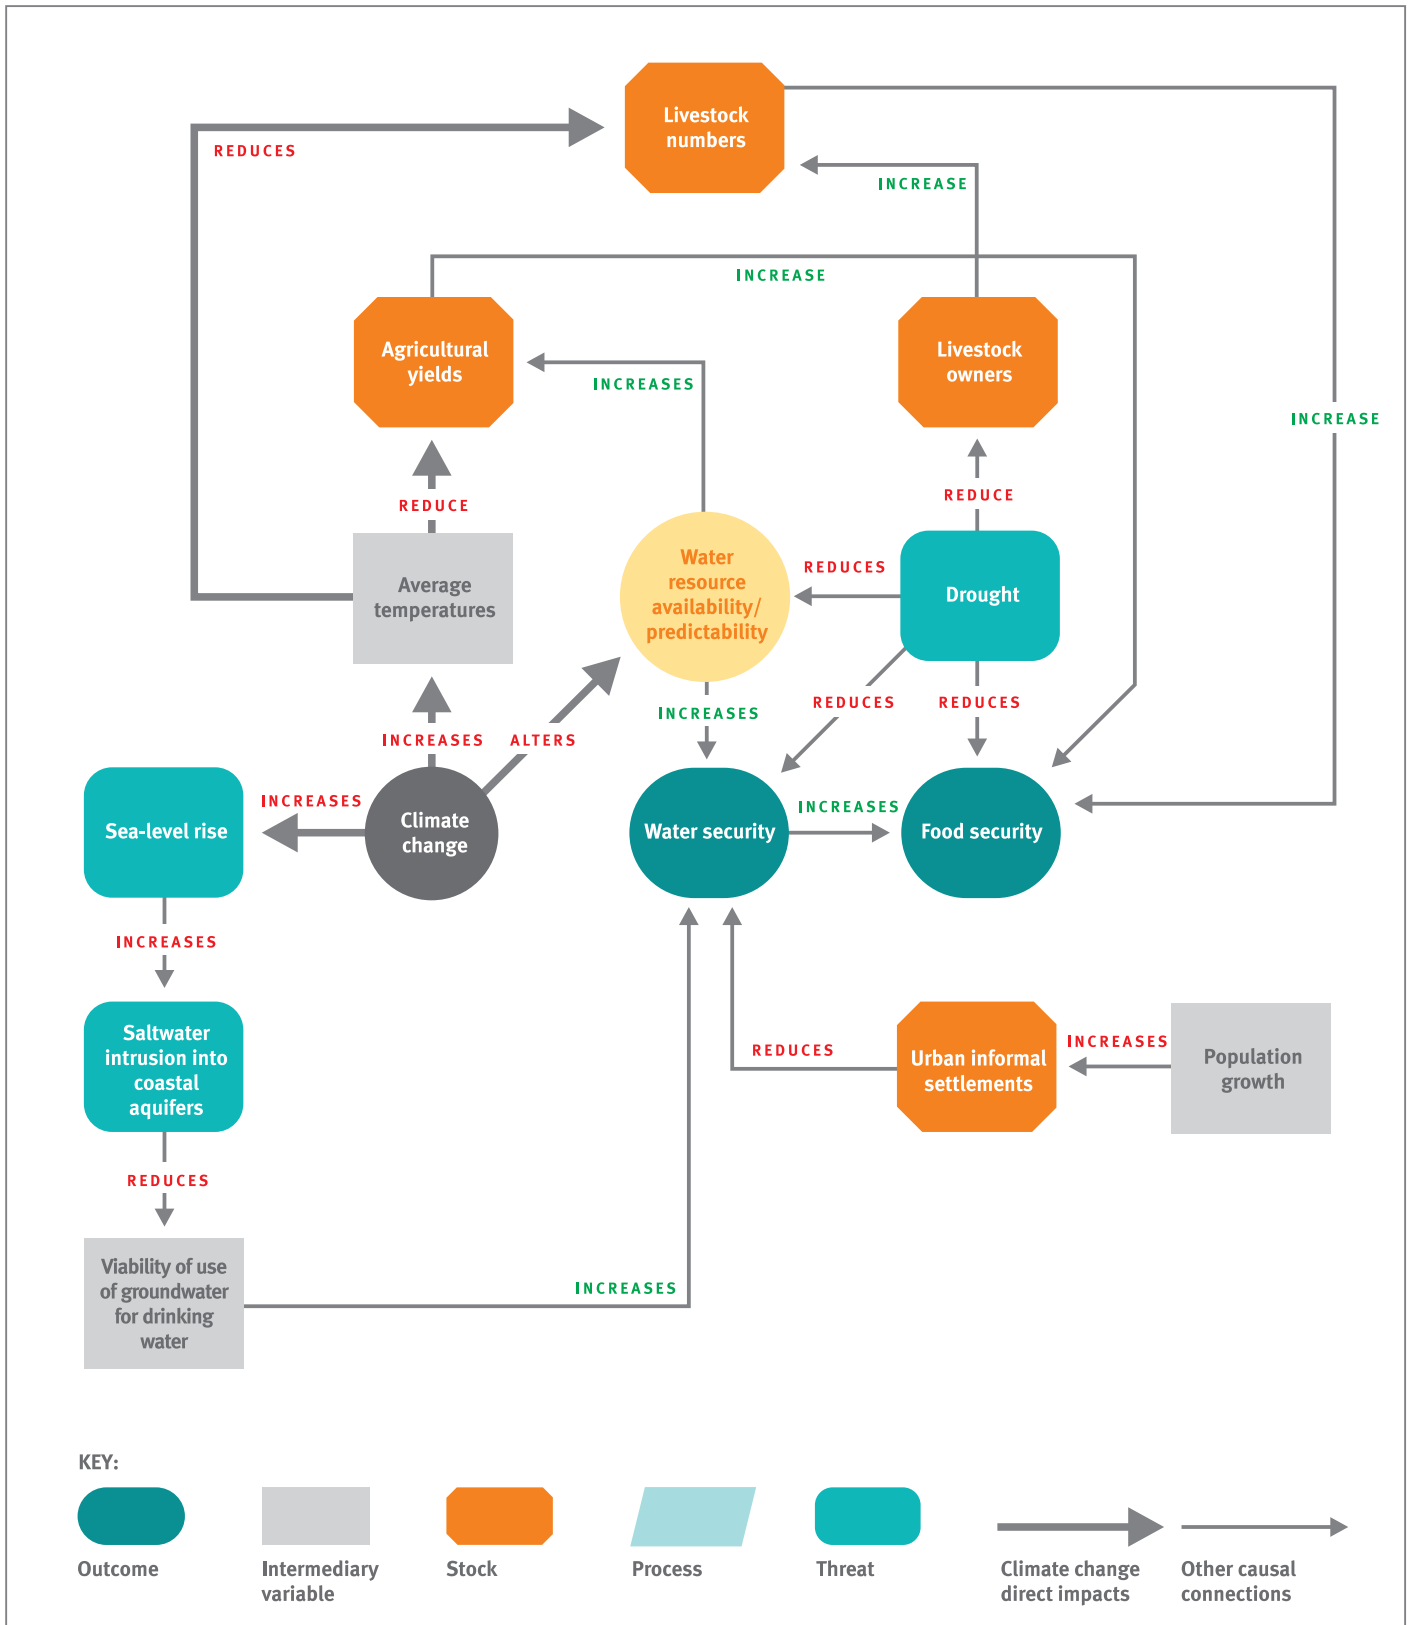 Livestock
numbers
REDUCES
INCREASE
INCREASE
Agricultural
yields
Livestock
owners
INCREASES
INCREASE
REDUCE
REDUCE
Water
resource
availability/
predictability
REDUCES
Drought
Average
temperatures
REDUCES
REDUCES
INCREASES
INCREASES
ALTERS
INCREASES
INCREASES
Sea-level rise
Climate
change
Water security
Food security
INCREASES
Saltwater
intrusion into
coastal
aquifers
REDUCES
Urban informal
settlements
INCREASES
Population
growth
REDUCES
Viability of use
of groundwater
for drinking
water
INCREASES
KEY:
Outcome
Intermediary
variable
Stock
Process
Threat
Climate change
direct impacts
Other causal
connections